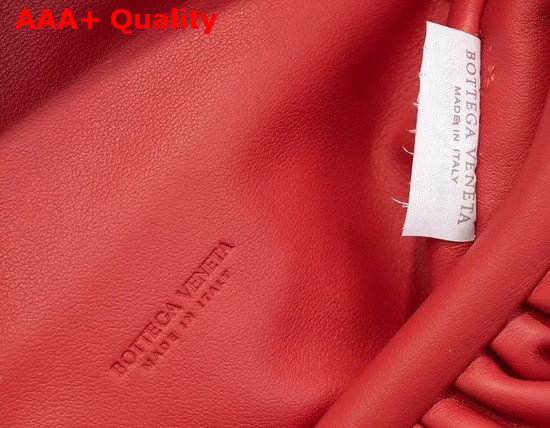 AAA+ Quality
BOTTEGA VENETA
MADE IN ITALY
BOTTEGA VENETA
MADE IN ITALY